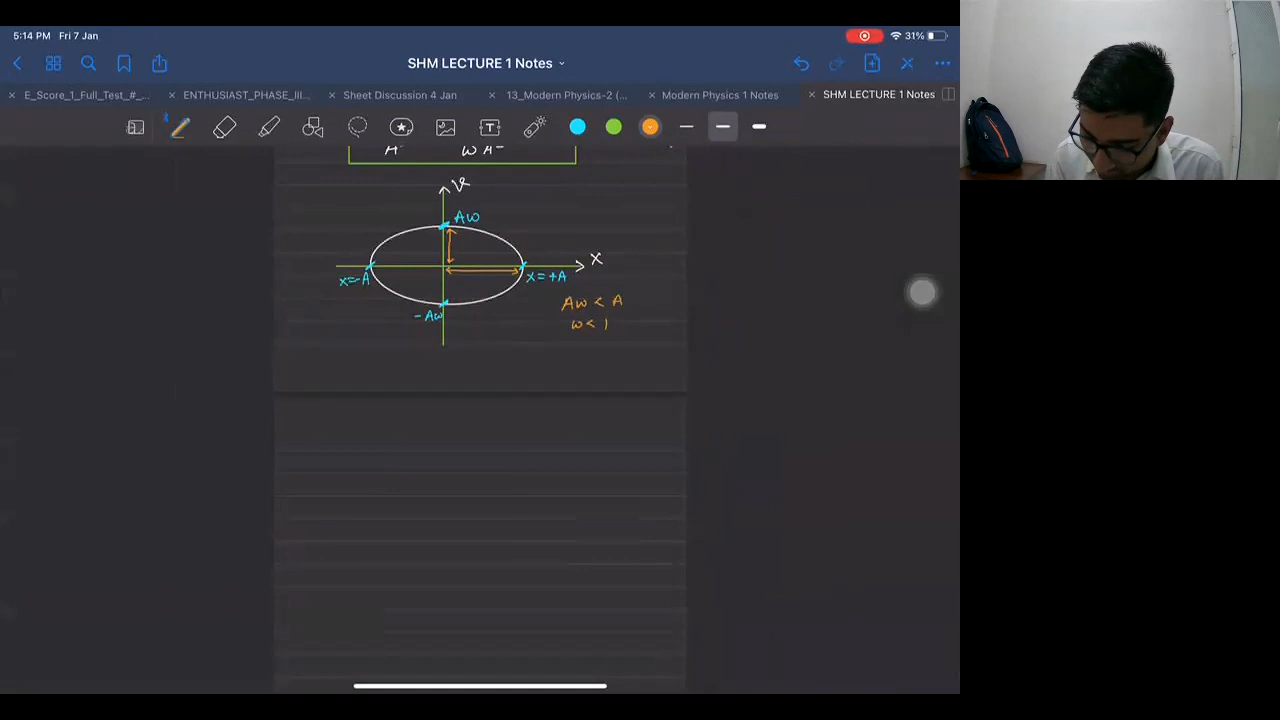 5:14 PM Fri 7 Jan
31%
SHM LECTURE 1 Notes
E_Score_1_Full_Test_#_...
ENTHUSIAST_PHASE_III...
Sheet Discussion 4 Jan
13_Modern Physics-2 (...
Modern Physics 1 Notes
SHM LECTURE 1 Notes
v
Aω
x
x=-A
x=+A
-Aω
Aω < A
ω < 1